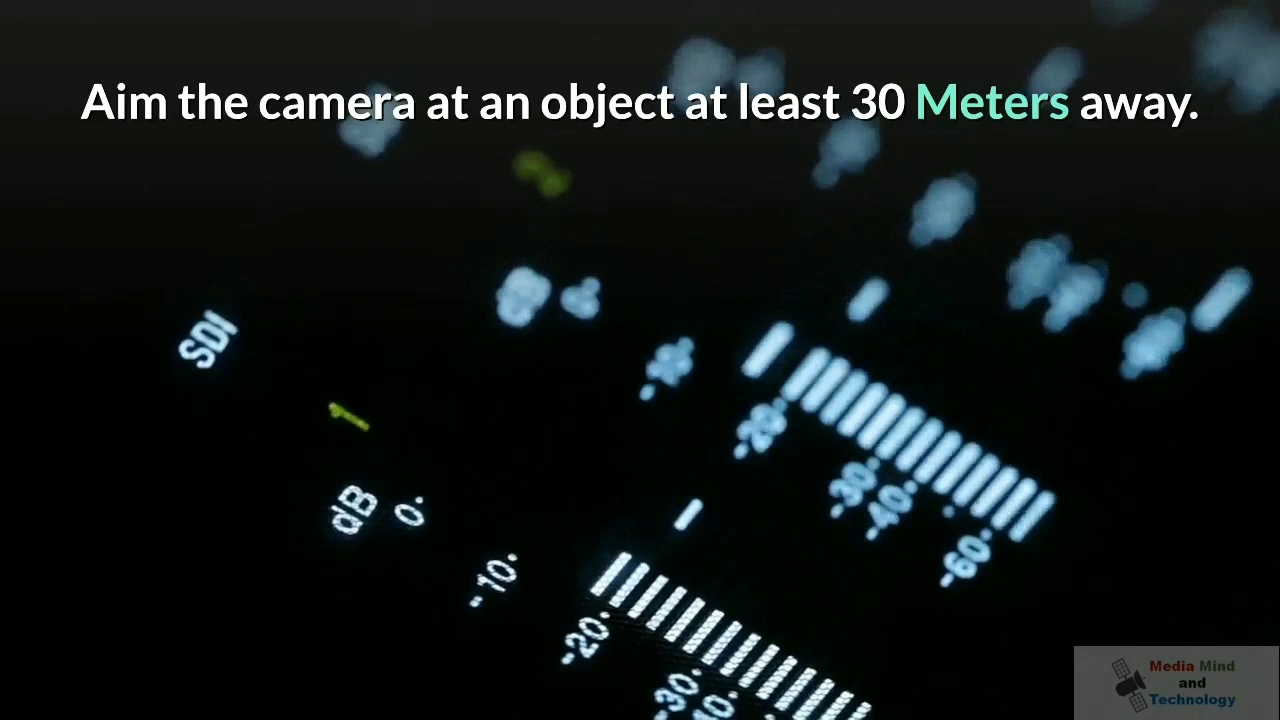 Aim the camera at an object at least 30 Meters away.
SDI
1
dB 0
-10
-20 -30 -40 -60
-20
-30
Media Mind
and
Technology